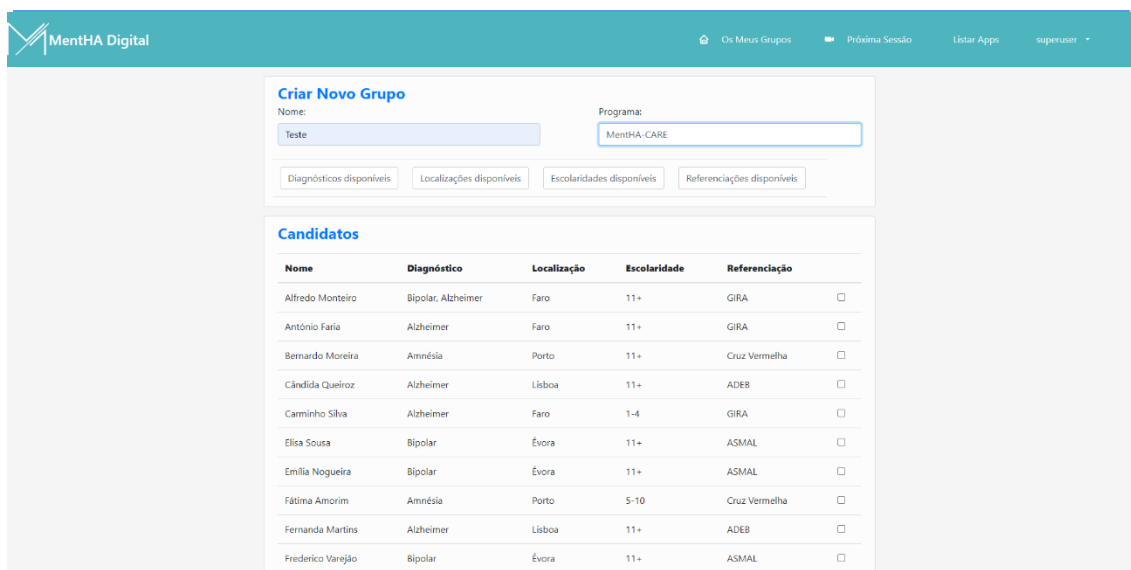 MentHA Digital
Os Meus Grupos Próxima Sessão Listar Apps superuser
Criar Novo Grupo
Nome: Programa:
Teste MentHA-CARE
Diagnósticos disponíveis Localizações disponíveis Escolaridades disponíveis Referenciações disponíveis
Candidatos
Nome Diagnóstico Localização Escolaridade Referenciação
Alfredo Monteiro Bipolar, Alzheimer Faro 11+ GIRA
António Faria Alzheimer Faro 11+ GIRA
Bernardo Moreira Amnésia Porto 11+ Cruz Vermelha
Cândida Queiroz Alzheimer Lisboa 11+ ADEB
Carminho Silva Alzheimer Faro 1-4 GIRA
Elisa Sousa Bipolar Évora 11+ ASMAL
Emília Nogueira Bipolar Évora 11+ ASMAL
Fátima Amorim Amnésia Porto 5-10 Cruz Vermelha
Fernanda Martins Alzheimer Lisboa 11+ ADEB
Frederico Varejão Bipolar Évora 11+ ASMAL